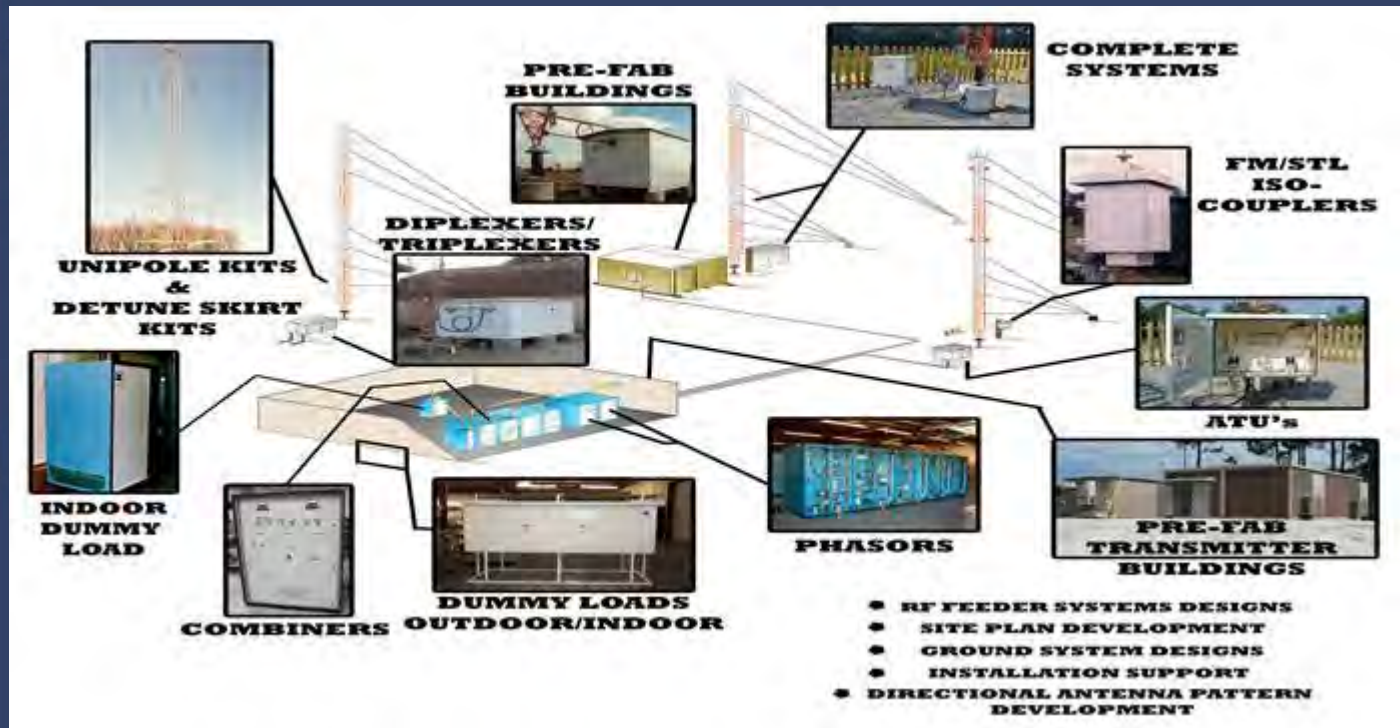 COMPLETE
SYSTEMS
PRE-FAB
BUILDINGS
FM/STL
ISO-
COUPLERS
DIPLEXERS/
TRIPLEXERS
UNIPOLE KITS
&
DETUNE SKIRT
KITS
ATU's
INDOOR
DUMMY
LOAD
PHASORS
PRE-FAB
TRANSMITTER
BUILDINGS
COMBINERS
DUMMY LOADS
OUTDOOR/INDOOR
RF FEEDER SYSTEMS DESIGNS
SITE PLAN DEVELOPMENT
GROUND SYSTEM DESIGNS
INSTALLATION SUPPORT
DIRECTIONAL ANTENNA PATTERN
DEVELOPMENT